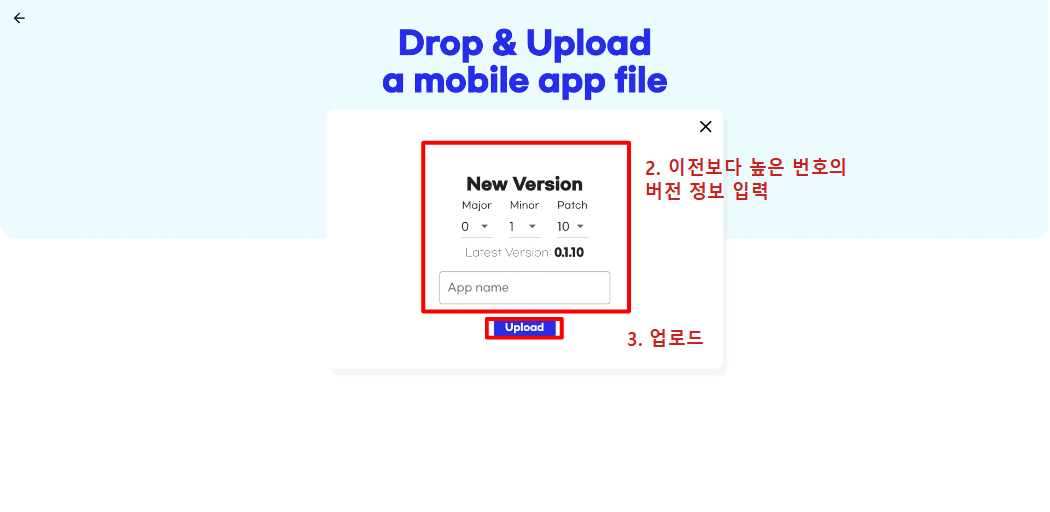 Drop & Upload
a mobile app file
2. 이전보다 높은 번호의
버전 정보 입력
New Version
Major Minor Patch
0 1 10
Latest Version: 0.1.10
App name
Upload
3. 업로드